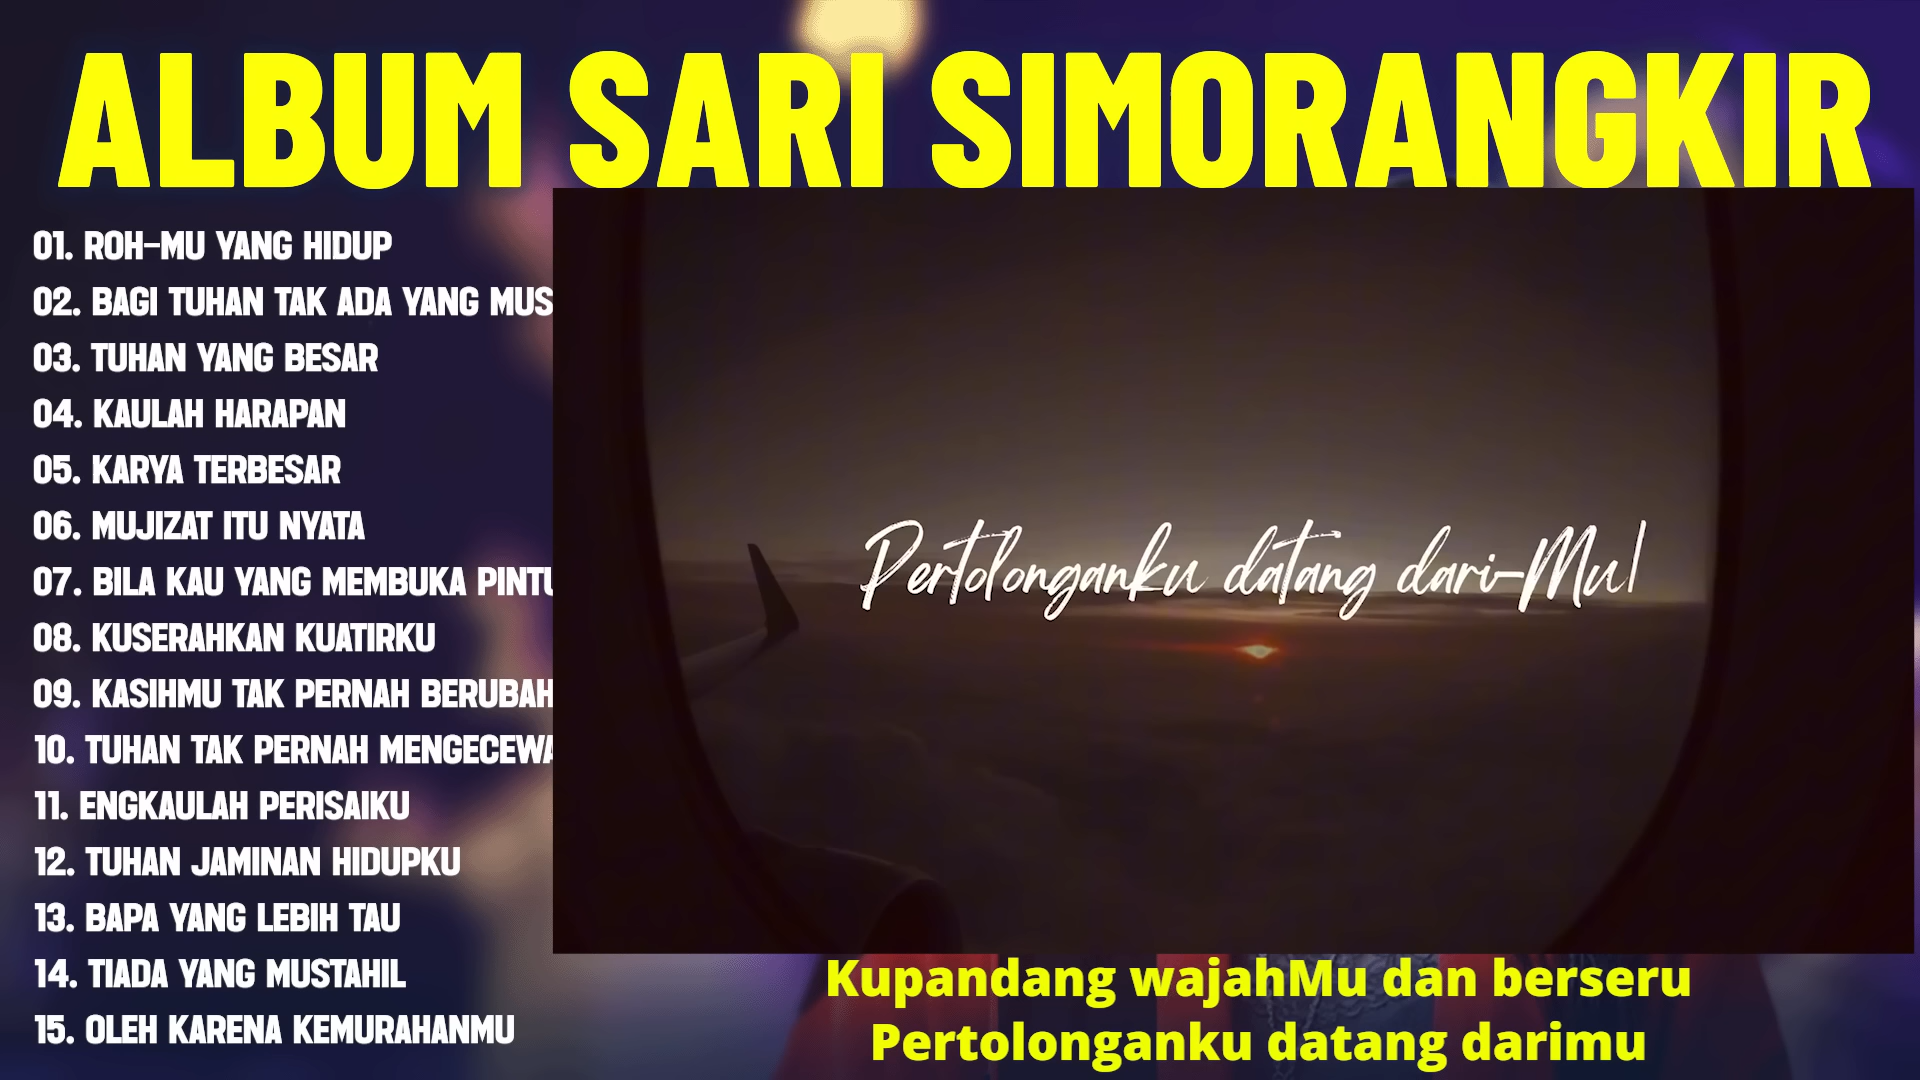 ALBUM SARI SIMORANGKIR
01. ROH-MU YANG HIDUP
02. BAGI TUHAN TAK ADA YANG MUS
03. TUHAN YANG BESAR
04. KAULAH HARAPAN
05. KARYA TERBESAR
06. MUJIZAT ITU NYATA
07. BILA KAU YANG MEMBUKA PINTU
08. KUSERAHKAN KUATIRKU
09. KASIHMU TAK PERNAH BERUBAH
10. TUHAN TAK PERNAH MENGECEWA
11. ENGKAULAH PERISAIKU
12. TUHAN JAMINAN HIDUPKU
13. BAPA YANG LEBIH TAU
14. TIADA YANG MUSTAHIL
15. OLEH KARENA KEMURAHANMU
Pertolonganku datang dari-Mu!
Kupandang wajahMu dan berseru
Pertolonganku datang darimu